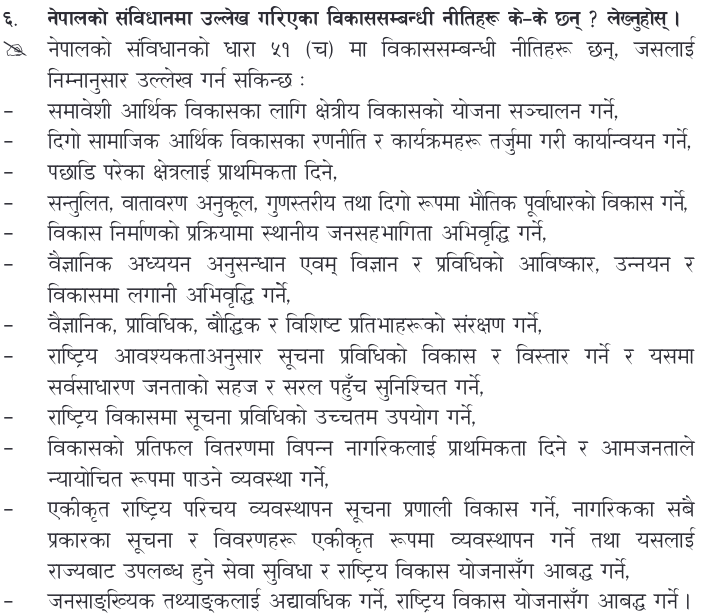 ६. नेपालको संविधानमा उल्लेख गरिएका विकाससम्बन्धी नीतिहरू के-के छन् ? लेख्नुहोस् ।
नेपालको संविधानको धारा ५१ (च) मा विकाससम्बन्धी नीतिहरू छन्, जसलाई
निम्नानुसार उल्लेख गर्न सकिन्छ :
- समावेशी आर्थिक विकासका लागि क्षेत्रीय विकासको योजना सञ्चालन गर्ने,
- दिगो सामाजिक आर्थिक विकासका रणनीति र कार्यक्रमहरू तर्जुमा गरी कार्यान्वयन गर्ने,
- पछाडि परेका क्षेत्रलाई प्राथमिकता दिने,
- सन्तुलित, वातावरण अनुकूल, गुणस्तरीय तथा दिगो रूपमा भौतिक पूर्वाधारको विकास गर्ने,
- विकास निर्माणको प्रक्रियामा स्थानीय जनसहभागिता अभिवृद्धि गर्ने,
- वैज्ञानिक अध्ययन अनुसन्धान एवम् विज्ञान र प्रविधिको आविष्कार, उन्नयन र
विकासमा लगानी अभिवृद्धि गर्ने,
- वैज्ञानिक, प्राविधिक, बौद्धिक र विशिष्ट प्रतिभाहरूको संरक्षण गर्ने,
- राष्ट्रिय आवश्यकताअनुसार सूचना प्रविधिको विकास र विस्तार गर्ने र यसमा
सर्वसाधारण जनताको सहज र सरल पहुँच सुनिश्चित गर्ने,
- राष्ट्रिय विकासमा सूचना प्रविधिको उच्चतम उपयोग गर्ने,
- विकासको प्रतिफल वितरणमा विपन्न नागरिकलाई प्राथमिकता दिने र आमजनताले
न्यायोचित रूपमा पाउने व्यवस्था गर्ने,
- एकीकृत राष्ट्रिय परिचय व्यवस्थापन सूचना प्रणाली विकास गर्ने, नागरिकका सबै
प्रकारका सूचना र विवरणहरू एकीकृत रूपमा व्यवस्थापन गर्ने तथा यसलाई
राज्यबाट उपलब्ध हुने सेवा सुविधा र राष्ट्रिय विकास योजनासँग आबद्ध गर्ने,
- जनसाङ्ख्यिक तथ्याङ्कलाई अद्यावधिक गर्ने, राष्ट्रिय विकास योजनासँग आबद्ध गर्ने ।